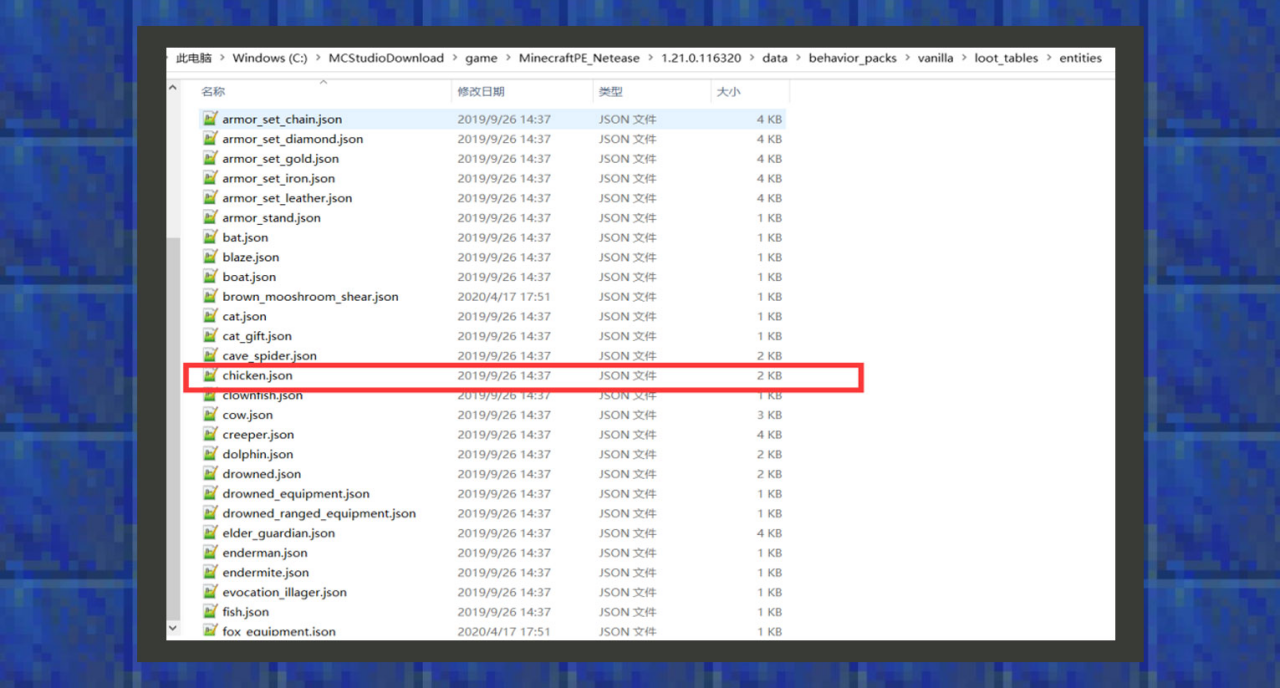 此电脑 > Windows (C:) > MCStudioDownload > game > MinecraftPE_Netease > 1.21.0.116320 > data > behavior_packs > vanilla > loot_tables > entities
名称 修改日期 类型 大小
armor_set_chain.json 2019/9/26 14:37 JSON 文件 4 KB
armor_set_diamond.json 2019/9/26 14:37 JSON 文件 4 KB
armor_set_gold.json 2019/9/26 14:37 JSON 文件 4 KB
armor_set_iron.json 2019/9/26 14:37 JSON 文件 4 KB
armor_set_leather.json 2019/9/26 14:37 JSON 文件 4 KB
armor_stand.json 2019/9/26 14:37 JSON 文件 1 KB
bat.json 2019/9/26 14:37 JSON 文件 1 KB
blaze.json 2019/9/26 14:37 JSON 文件 1 KB
boat.json 2019/9/26 14:37 JSON 文件 1 KB
brown_mooshroom_shear.json 2020/4/17 17:51 JSON 文件 1 KB
cat.json 2019/9/26 14:37 JSON 文件 1 KB
cat_gift.json 2019/9/26 14:37 JSON 文件 1 KB
cave_spider.json 2019/9/26 14:37 JSON 文件 2 KB
chicken.json 2019/9/26 14:37 JSON 文件 2 KB
clownfish.json 2019/9/26 14:37 JSON 文件 1 KB
cow.json 2019/9/26 14:37 JSON 文件 3 KB
creeper.json 2019/9/26 14:37 JSON 文件 4 KB
dolphin.json 2019/9/26 14:37 JSON 文件 2 KB
drowned.json 2019/9/26 14:37 JSON 文件 2 KB
drowned_equipment.json 2019/9/26 14:37 JSON 文件 1 KB
drowned_ranged_equipment.json 2019/9/26 14:37 JSON 文件 1 KB
elder_guardian.json 2019/9/26 14:37 JSON 文件 4 KB
enderman.json 2019/9/26 14:37 JSON 文件 1 KB
endermite.json 2019/9/26 14:37 JSON 文件 1 KB
evocation_illager.json 2019/9/26 14:37 JSON 文件 1 KB
fish.json 2019/9/26 14:37 JSON 文件 1 KB
fox_equipment.json 2020/4/17 17:51 JSON 文件 1 KB